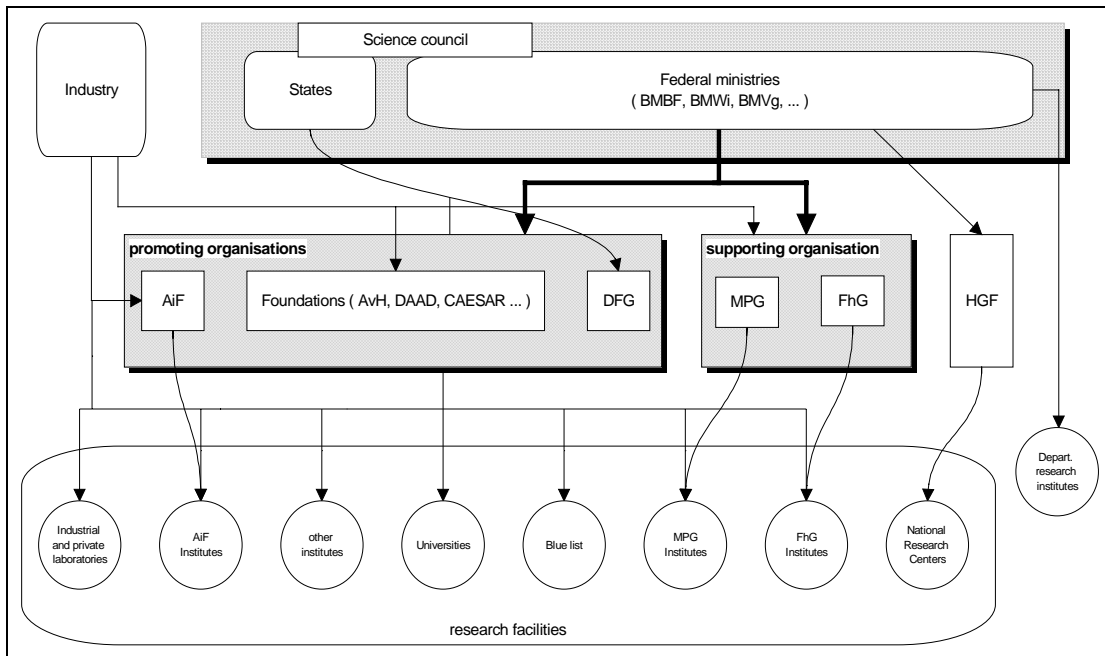 Science council
Industry
States
Federal ministries
( BMBF, BMWi, BMVg, ... )
promoting organisations
supporting organisation
AiF
Foundations ( AvH, DAAD, CAESAR ... )
DFG
MPG
FhG
HGF
Depart.
research
institutes
Industrial
and private
laboratories
AiF
Institutes
other
institutes
Universities
Blue list
MPG
Institutes
FhG
Institutes
National
Research
Centers
research facilities